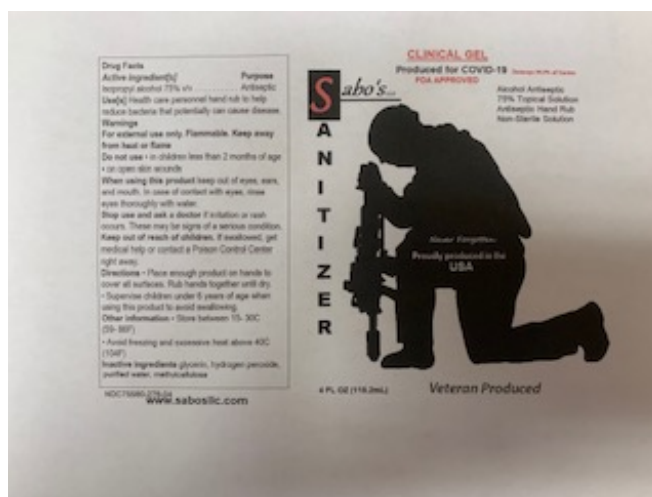 Drug Facts
Active ingredient[s] Purpose
Isopropyl alcohol 75% v/v Antiseptic
Use[s] Health care personnel hand rub to help
reduce bacteria that potentially can cause disease.
Warnings
For external use only. Flammable. Keep away
from heat or flame
Do not use • in children less than 2 months of age
• on open skin wounds
When using this product keep out of eyes, ears,
and mouth. In case of contact with eyes, rinse
eyes thoroughly with water.
Stop use and ask a doctor if irritation or rash
occurs. These may be signs of a serious condition.
Keep out of reach of children. If swallowed, get
medical help or contact a Poison Control Center
right away.
Directions • Place enough product on hands to
cover all surfaces. Rub hands together until dry.
• Supervise children under 6 years of age when
using this product to avoid swallowing.
Other information • Store between 15- 30C
(59- 86F)
• Avoid freezing and excessive heat above 40C
(104F)
Inactive ingredients glycerin, hydrogen peroxide,
purified water, methylcellulose
www.sabosllc.com
CLINICAL GEL
Produced for COVID-19
FDA APPROVED
Sabo's
SANITIZER
Alcohol Antiseptic
75% Topical Solution
Antiseptic Hand Rub
Non-Sterile Solution
Never Forgotten
Proudly produced in the
USA
4 FL OZ (118.2mL)
Veteran Produced